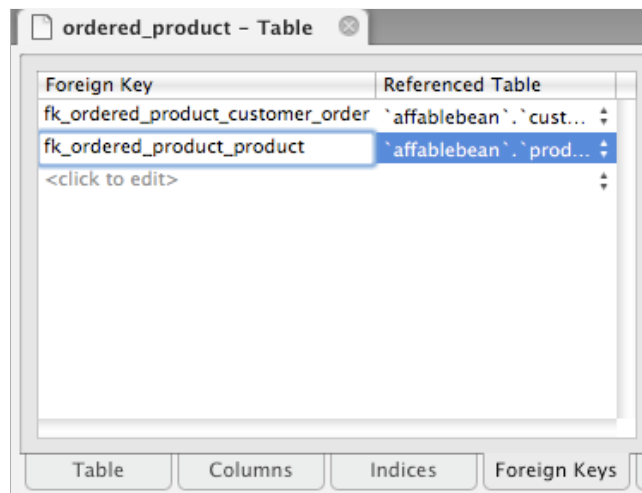 ordered_product – Table
Foreign Key Referenced Table
fk_ordered_product_customer_order `affablebean`.`cust...
fk_ordered_product_product `affablebean`.`prod...
<click to edit>
Table Columns Indices Foreign Keys